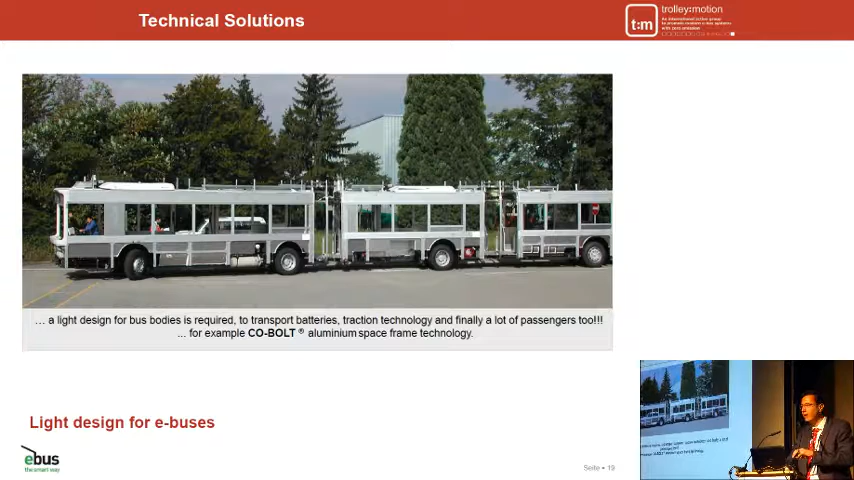 Technical Solutions
trolley:motion
t:m
… a light design for bus bodies is required, to transport batteries, traction technology and finally a lot of passengers too!!!
... for example CO-BOLT ® aluminium space frame technology.
Light design for e-buses
ebus
the smart way
Seite • 19